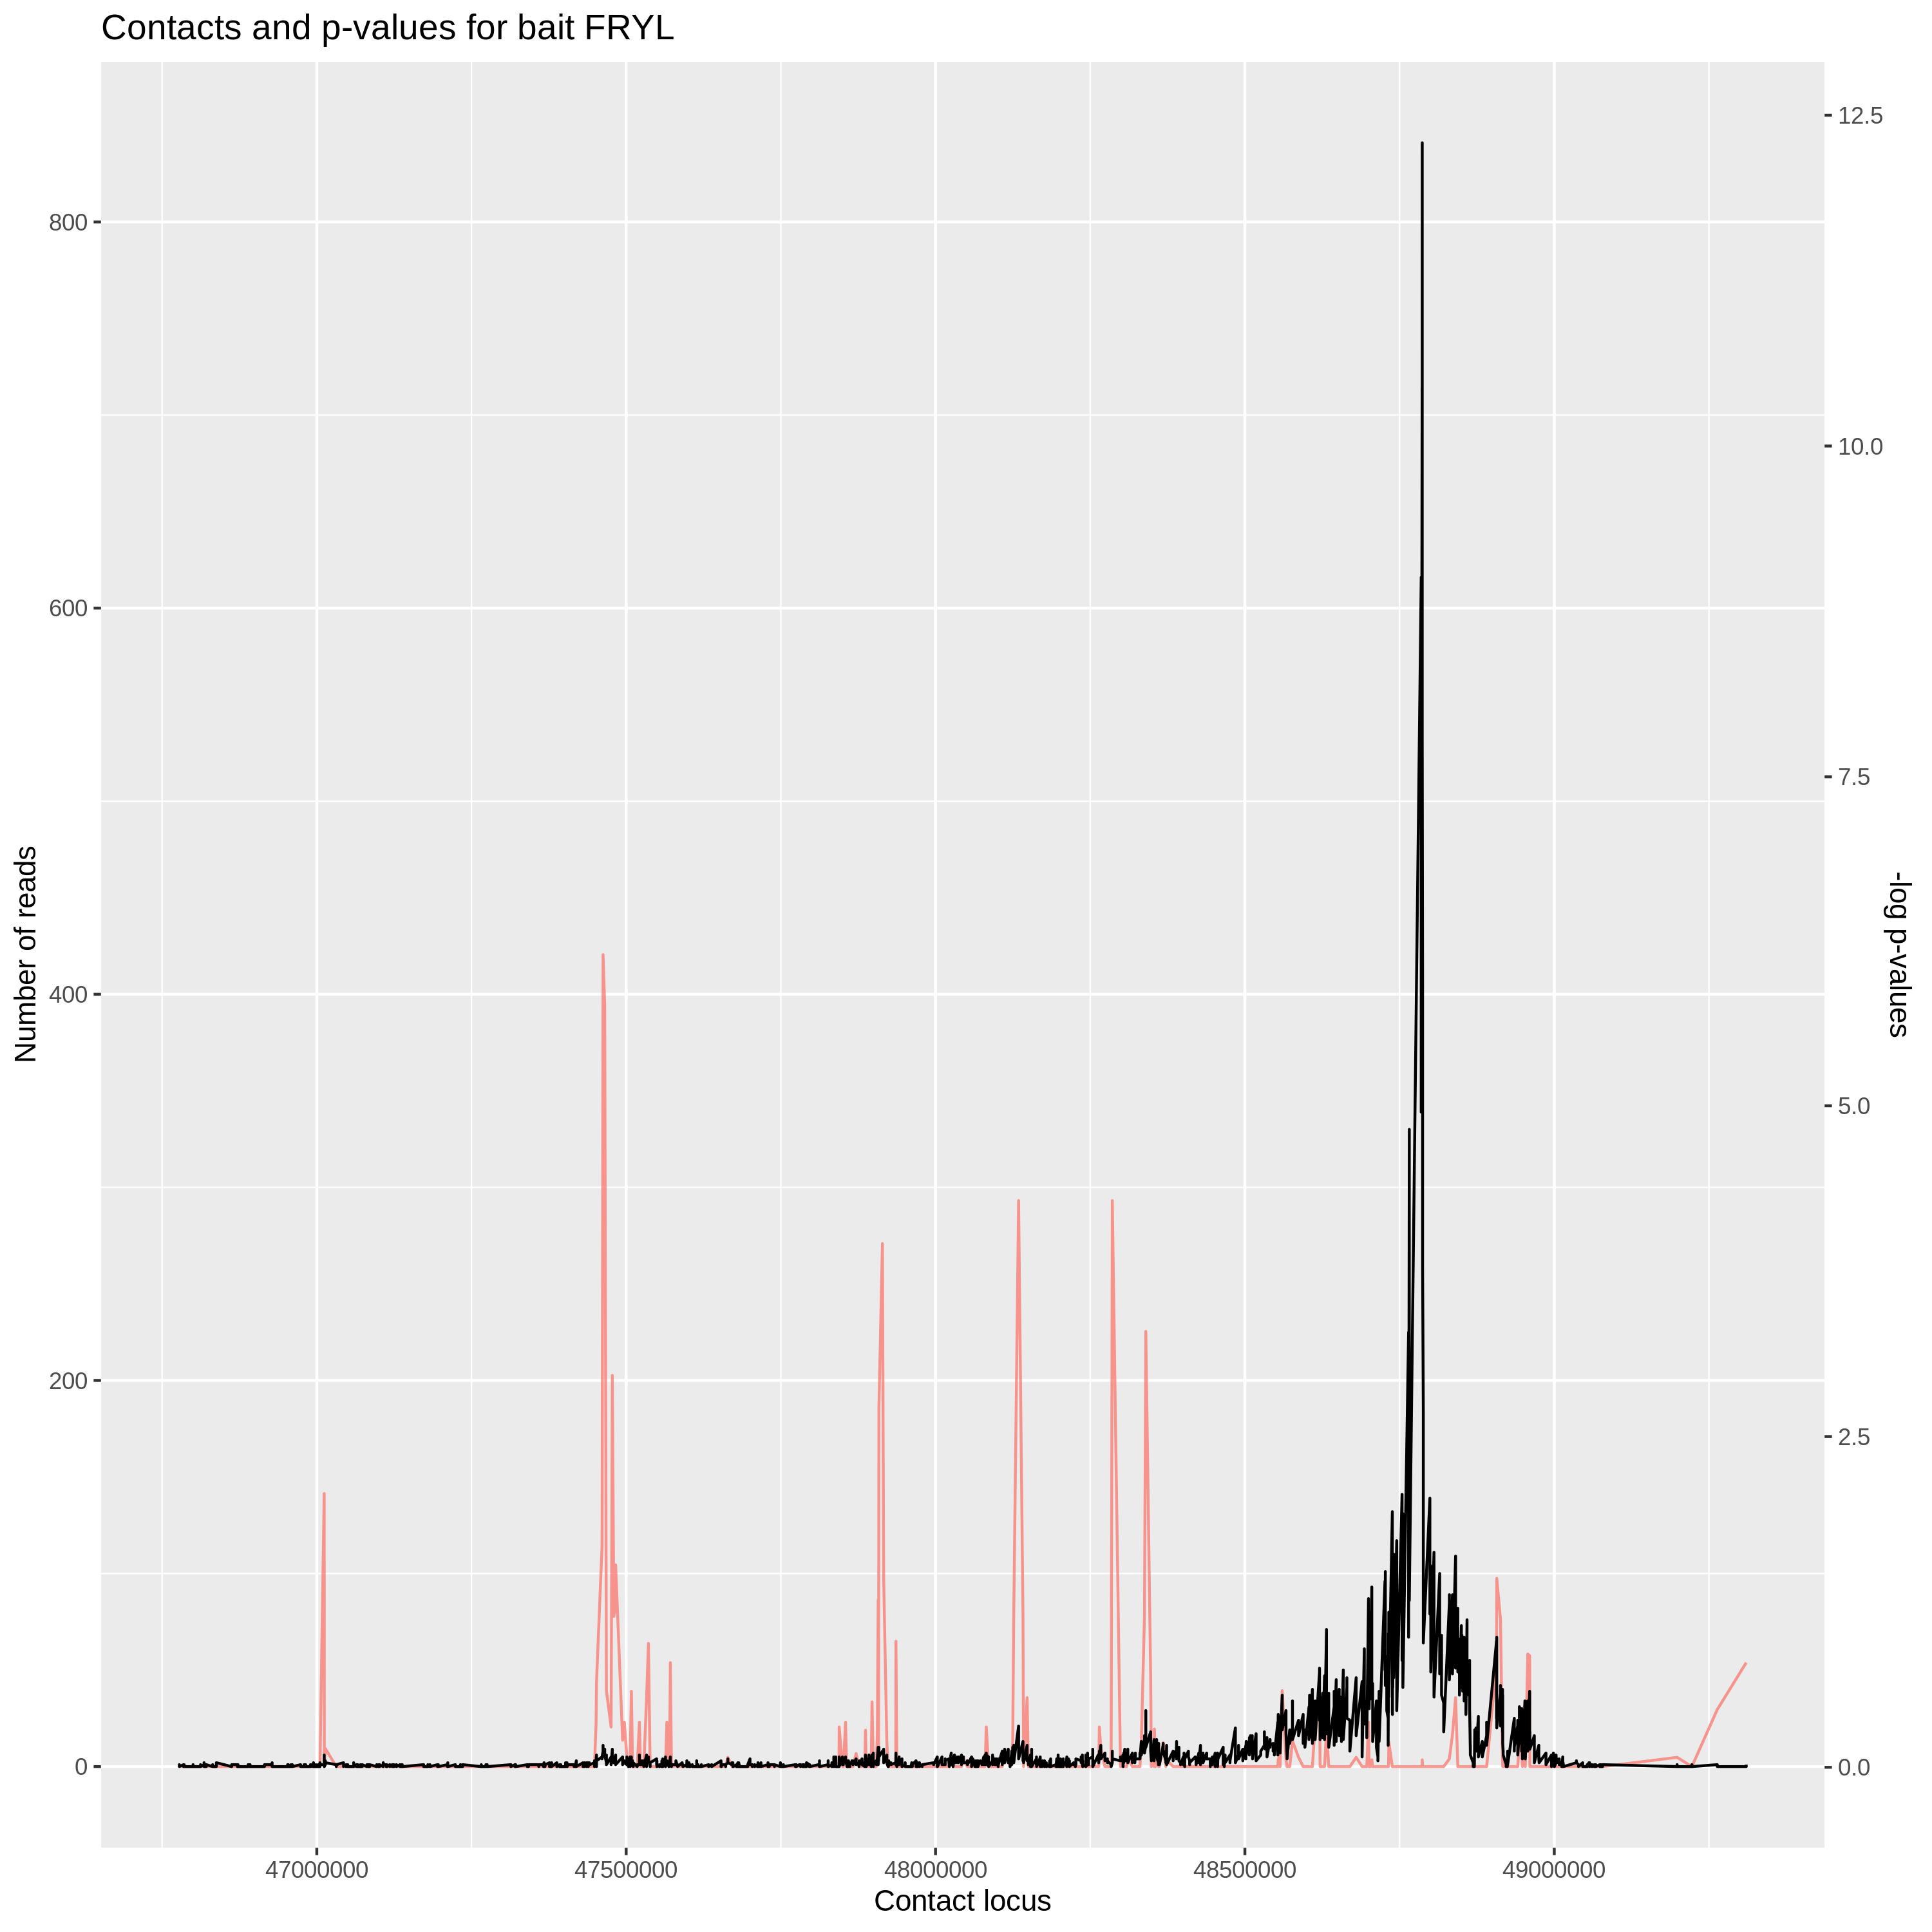 Contacts and p-values for bait FRYL
12.5
800
10.0
600
7.5
Number of reads
-log p-values
400
5.0
200
2.5
0
0.0
47000000 47500000 48000000 48500000 49000000
Contact locus